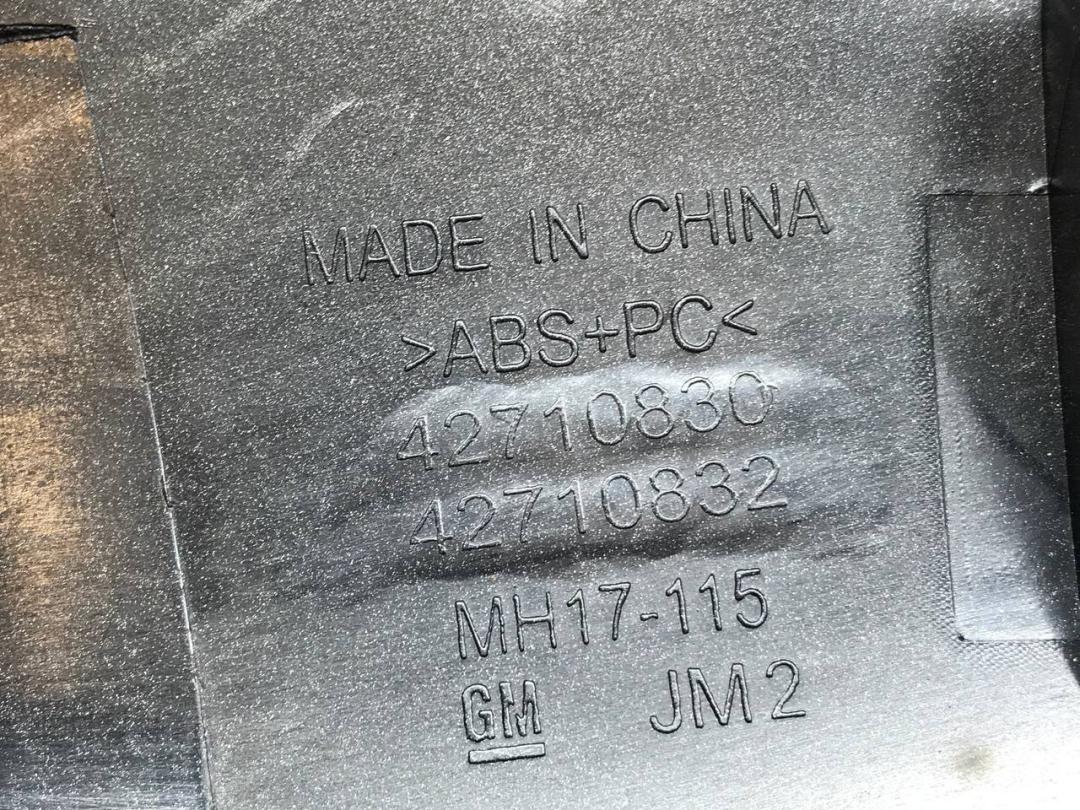 MADE IN CHINA
>ABS+PC<
42710830
42710832
MH17-115
GM JM2